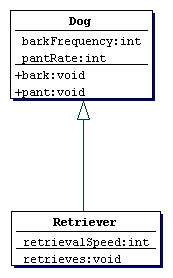 Dog
barkFrequency:int
pantRate:int
+bark:void
+pant:void
Retriever
retrievalSpeed:int
retrieves:void